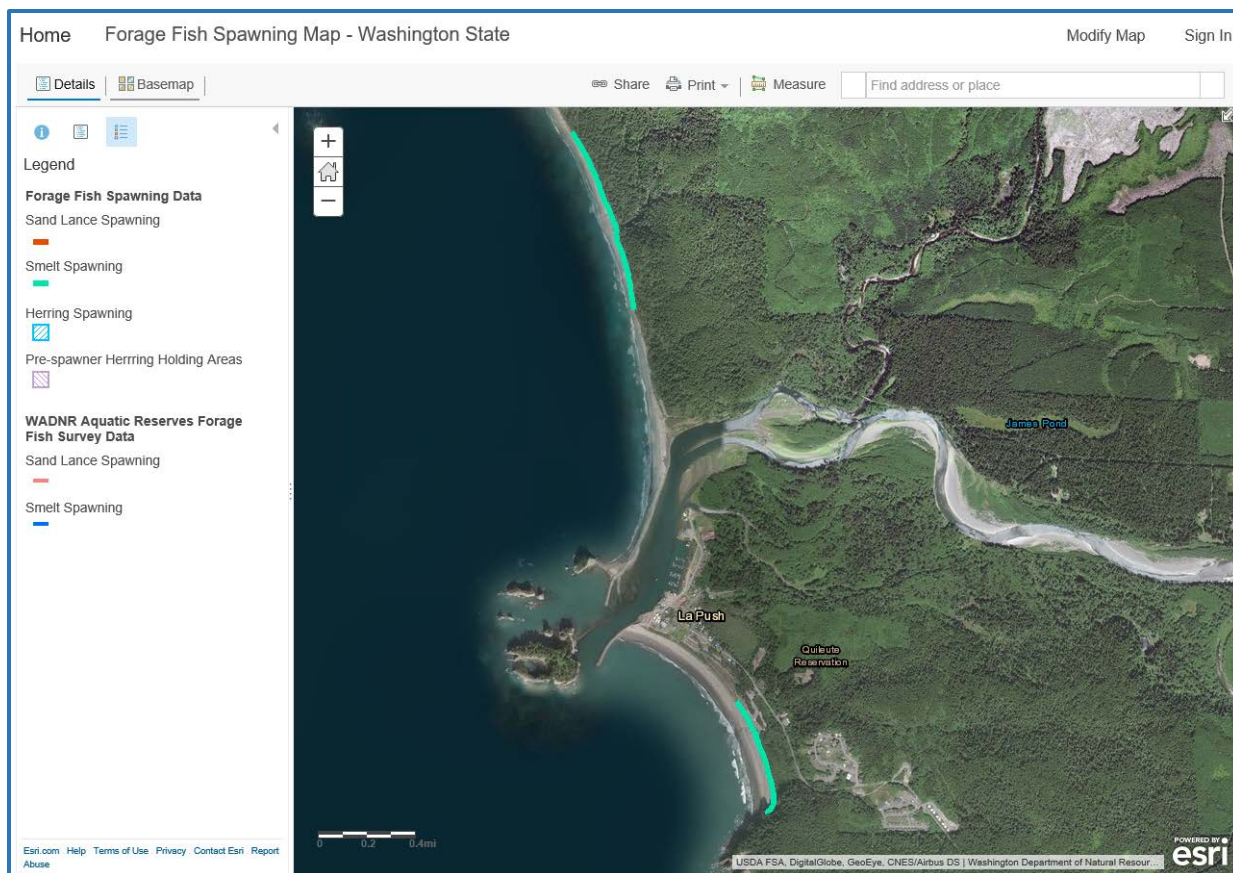 Home Forage Fish Spawning Map - Washington State Modify Map Sign In
Details Basemap Share Print Measure Find address or place
Legend
Forage Fish Spawning Data
Sand Lance Spawning
Smelt Spawning
Herring Spawning
Pre-spawner Herrring Holding Areas
WADNR Aquatic Reserves Forage
Fish Survey Data
Sand Lance Spawning
Smelt Spawning
James Pond
La Push
Quileute
Reservation
0 0.2 0.4mi
Esri.com Help Terms of Use Privacy Contact Esri Report
Abuse
USDA FSA, DigitalGlobe, GeoEye, CNES/Airbus DS | Washington Department of Natural Resour...
POWERED BY
esri